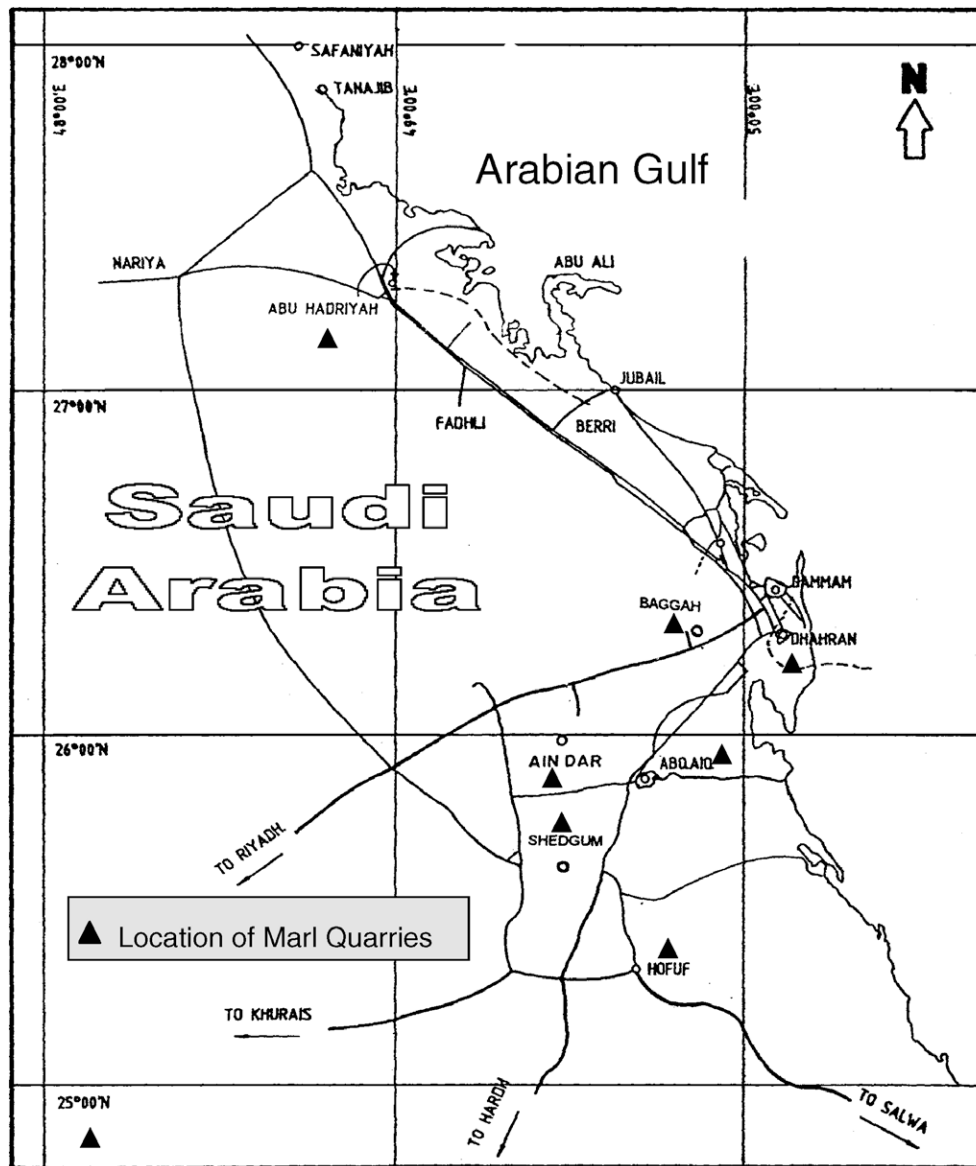 28°00'N
SAFANIYAH
TANAJIB
48°00'E
49°00'E
50°00'E
N
Arabian Gulf
NARIYA
ABU ALI
ABU HADRIYAH
JUBAIL
27°00'N
FADHLI
BERRI
Saudi
Arabia
DAMMAM
BAGGAH
DHAHRAN
26°00'N
AIN DAR
ABQAIQ
SHEDGUM
TO RIYADH
Location of Marl Quarries
HOFUF
TO KHURAIS
25°00'N
TO HARDH
TO SALWA